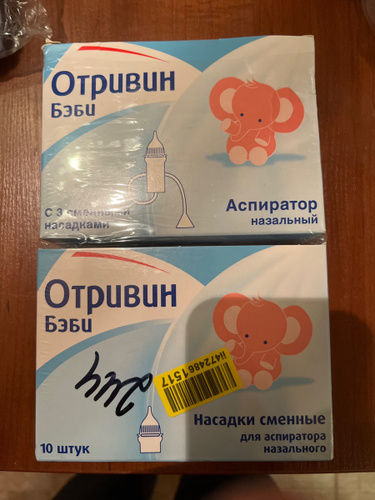 Отривин
Бэби
С 3 сменными
насадками
Аспиратор
назальный
Отривин
Бэби
10 штук
Насадки сменные
для аспиратора
назального